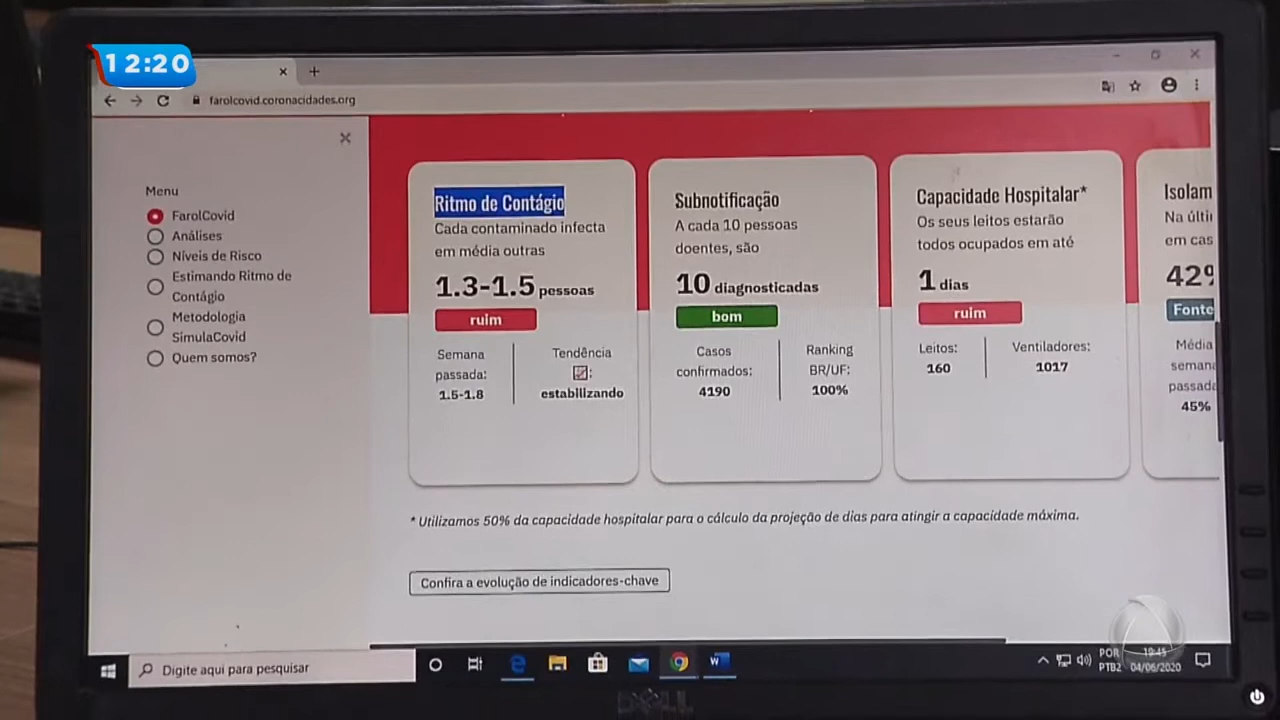 12:20
farolcovid.coronacidades.org
Menu
FarolCovid
Análises
Níveis de Risco
Estimando Ritmo de
Contágio
Metodologia
SimulaCovid
Quem somos?
Ritmo de Contágio
Cada contaminado infecta
em média outras
1.3-1.5 pessoas
ruim
Semana
passada:
1.5-1.8
Tendência
:
estabilizando
Subnotificação
A cada 10 pessoas
doentes, são
10 diagnosticadas
bom
Casos
confirmados:
4190
Ranking
BR/UF:
100%
Capacidade Hospitalar*
Os seus leitos estarão
todos ocupados em até
1 dias
ruim
Leitos:
160
Ventiladores:
1017
Isolam
Na últi
em cas
42%
Fonte
Média
semana
passada
45%
* Utilizamos 50% da capacidade hospitalar para o cálculo da projeção de dias para atingir a capacidade máxima.
Confira a evolução de indicadores-chave
Digite aqui para pesquisar
POR
PTB2
19:45
04/06/2020
DELL